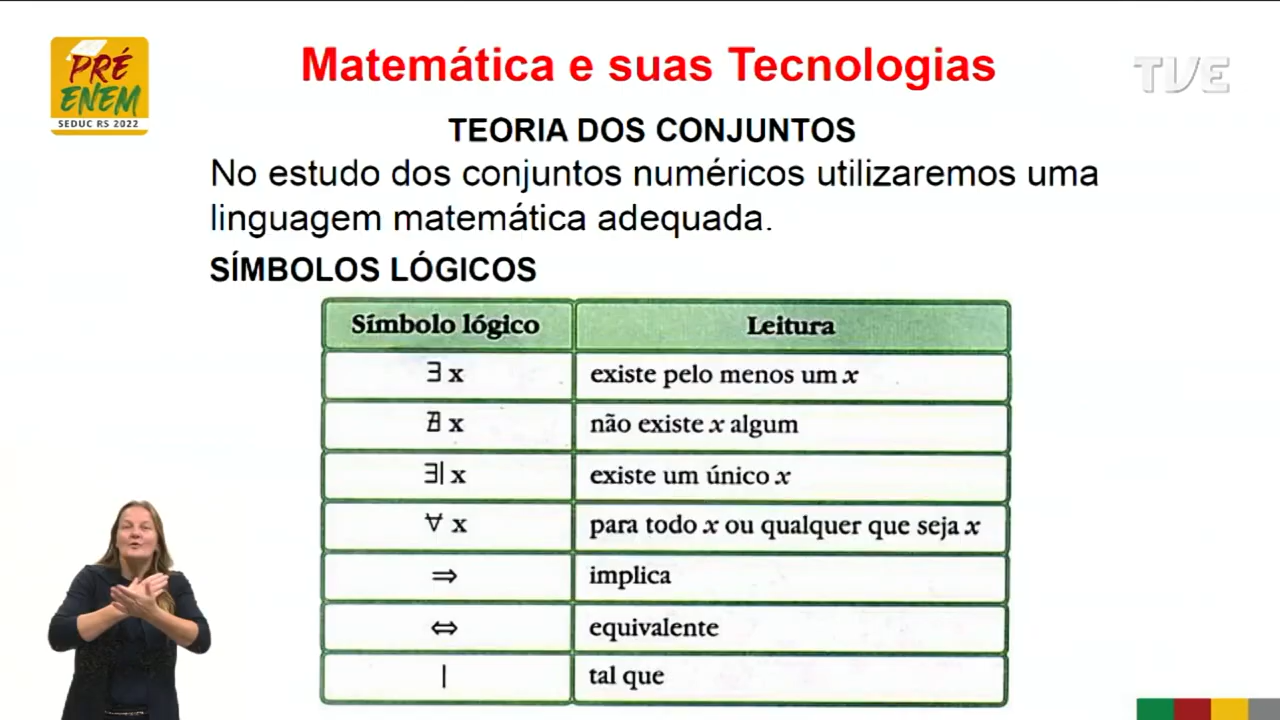 PRÉ
ENEM
SEDUC RS 2022
Matemática e suas Tecnologias
TVE
TEORIA DOS CONJUNTOS
No estudo dos conjuntos numéricos utilizaremos uma
linguagem matemática adequada.
SÍMBOLOS LÓGICOS
Símbolo lógico Leitura
∃ x existe pelo menos um x
∄ x não existe x algum
∃| x existe um único x
∀ x para todo x ou qualquer que seja x
⇒ implica
⇔ equivalente
| tal que